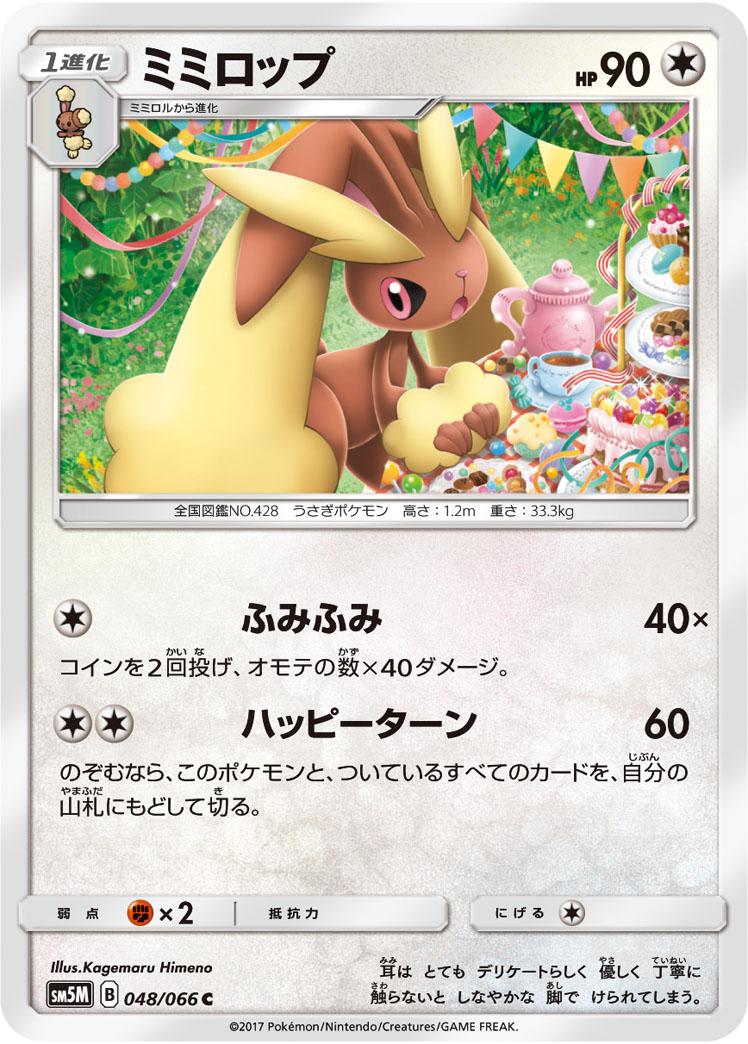 1進化
ミミロップ
HP90
ミミロルから進化
全国図鑑NO.428 うさぎポケモン 高さ：1.2m 重さ：33.3kg
ふみふみ 40×
コインを2回投げ、オモテの数×40ダメージ。
ハッピーターン 60
のぞむなら、このポケモンと、ついているすべてのカードを、自分の
山札にもどして切る。
弱点 ×2 抵抗力 にげる
Illus.Kagemaru Himeno
SM5M B 048/066 C
耳は とても デリケートらしく 優しく 丁寧に
触らないと しなやかな 脚で けられてしまう。
©2017 Pokémon/Nintendo/Creatures/GAME FREAK.